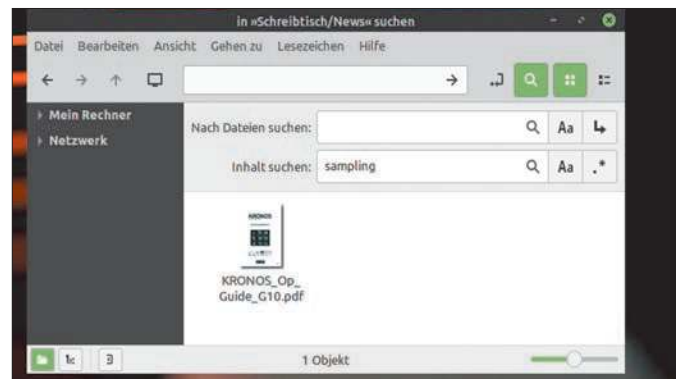 in »Schreibtisch/News« suchen
Datei Bearbeiten Ansicht Gehen zu Lesezeichen Hilfe
Mein Rechner
Netzwerk
Nach Dateien suchen:
Aa
Inhalt suchen: sampling
Aa .*
KRONOS
KRONOS_Op_
Guide_G10.pdf
1 Objekt